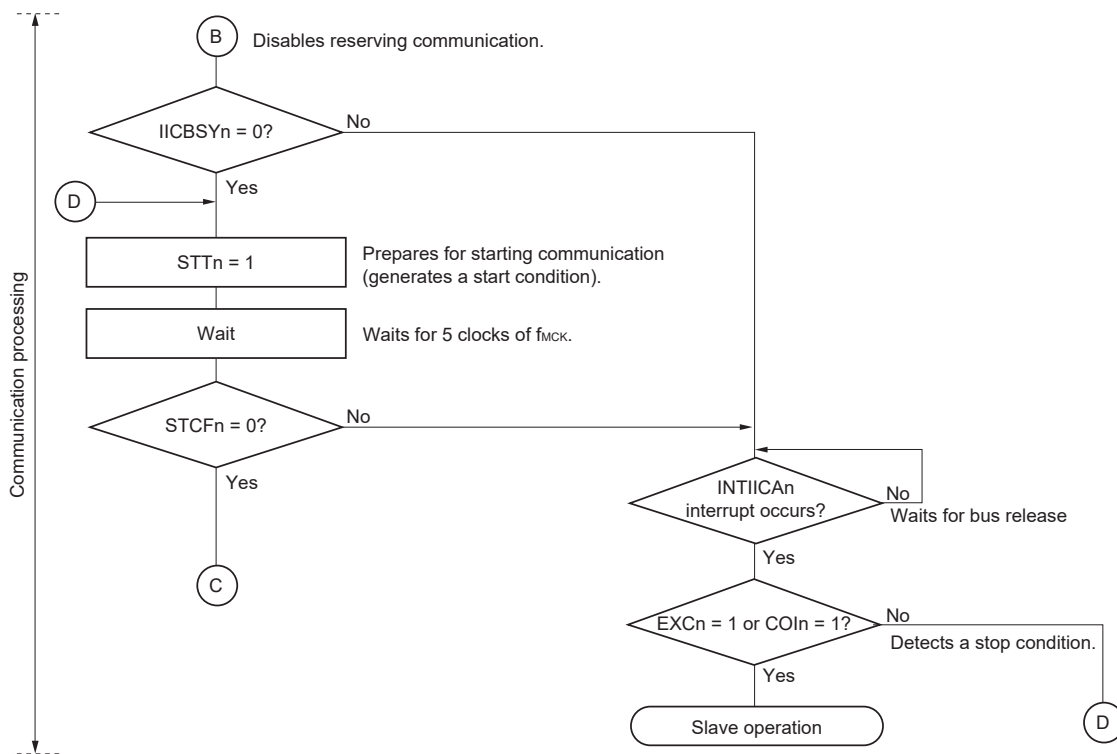 B
Disables reserving communication.
IICBSYn = 0?
No
Yes
D
STTn = 1
Prepares for starting communication
(generates a start condition).
Wait
Waits for 5 clocks of fMCK.
STCFn = 0?
No
Yes
C
Communication processing
INTIICAn
interrupt occurs?
No
Waits for bus release
Yes
EXCn = 1 or COIn = 1?
No
Detects a stop condition.
Yes
Slave operation
D